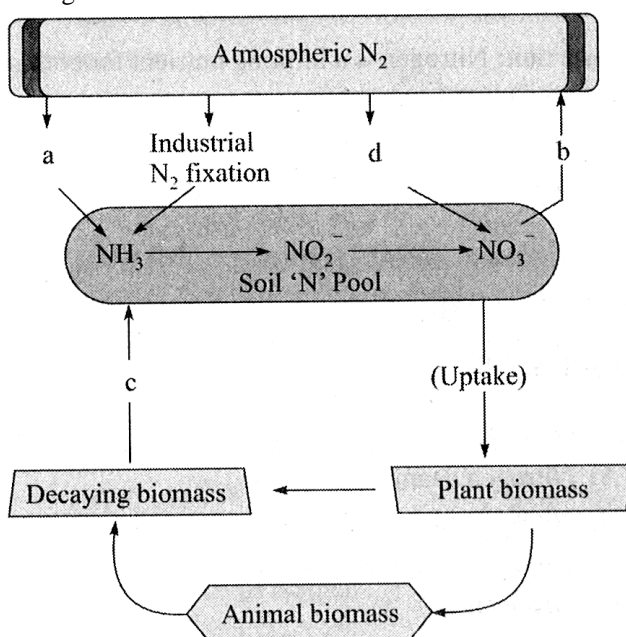 Atmospheric N₂
a
Industrial
N₂ fixation
d
b
NH₃
NO₂⁻
NO₃⁻
Soil ‘N’ Pool
c
(Uptake)
Decaying biomass
Plant biomass
Animal biomass